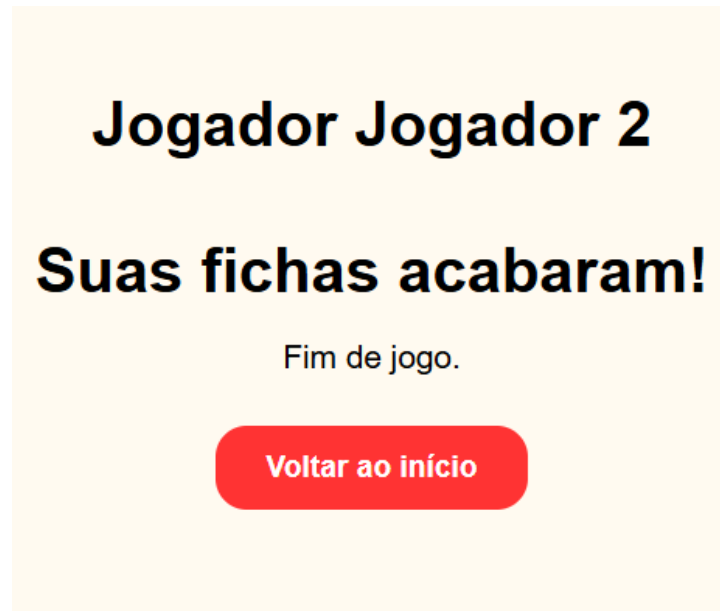 Jogador Jogador 2
Suas fichas acabaram!
Fim de jogo.
Voltar ao início